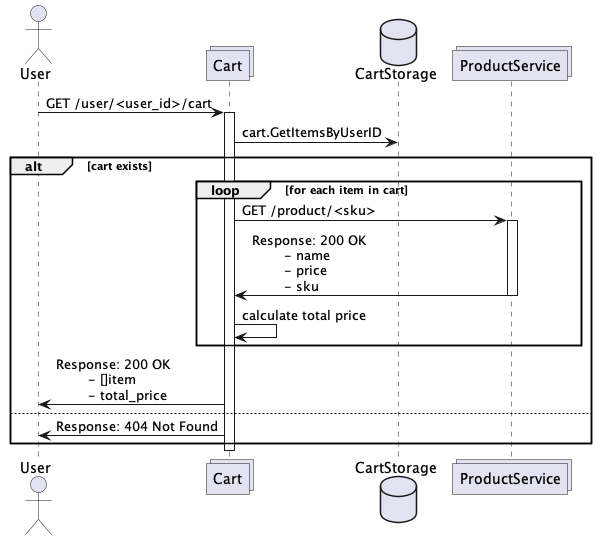 User
Cart
CartStorage
ProductService
GET /user/<user_id>/cart
cart.GetItemsByUserID
alt [cart exists]
loop [for each item in cart]
GET /product/<sku>
Response: 200 OK
- name
- price
- sku
calculate total price
Response: 200 OK
- []item
- total_price
Response: 404 Not Found
User
Cart
CartStorage
ProductService